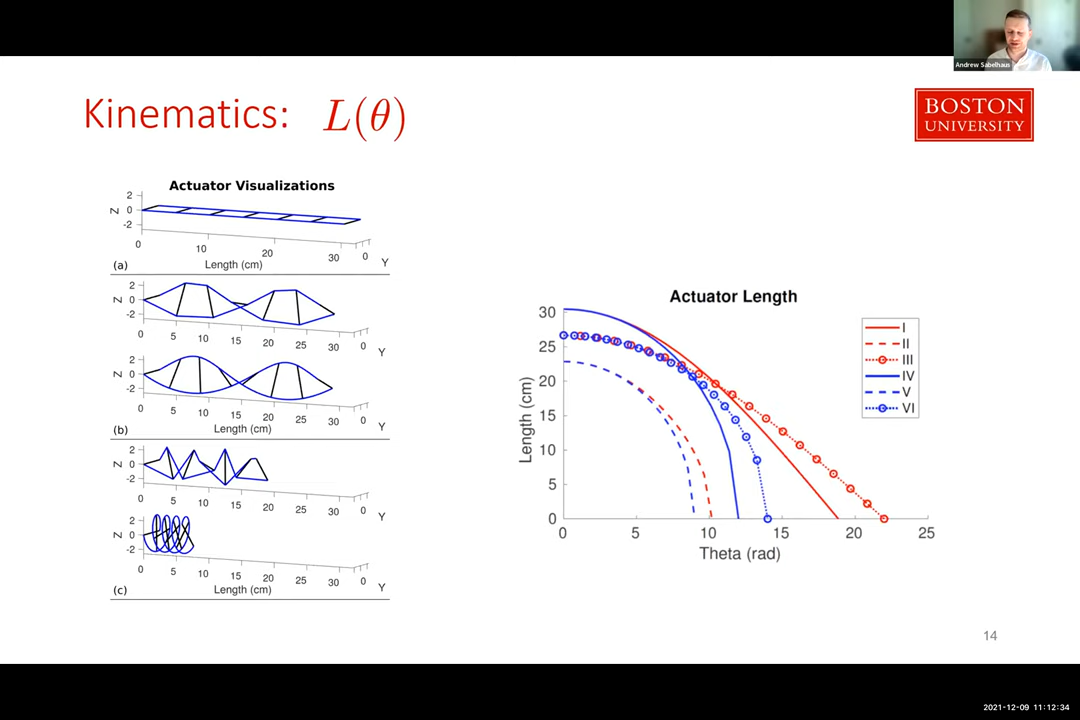 Andrew Sabelhaus
Kinematics: L(θ)
BOSTON
UNIVERSITY
Actuator Visualizations
2
Z 0
-2
0 10 20 30 0 Y
Length (cm)
(a)
2
Z 0
-2
0 5 10 15 20 25 30 0 Y
Length (cm)
2
Z 0
-2
0 5 10 15 20 25 30 0 Y
(b) Length (cm)
2
Z 0
-2
0 5 10 15 20 25 30 0 Y
2
Z 0
-2
0 5 10 15 20 25 30 0 Y
(c) Length (cm)
Actuator Length
30
25
20
15
10
5
0
Length (cm)
0 5 10 15 20 25
Theta (rad)
I
II
III
IV
V
VI
14
2021-12-09 11:12:34